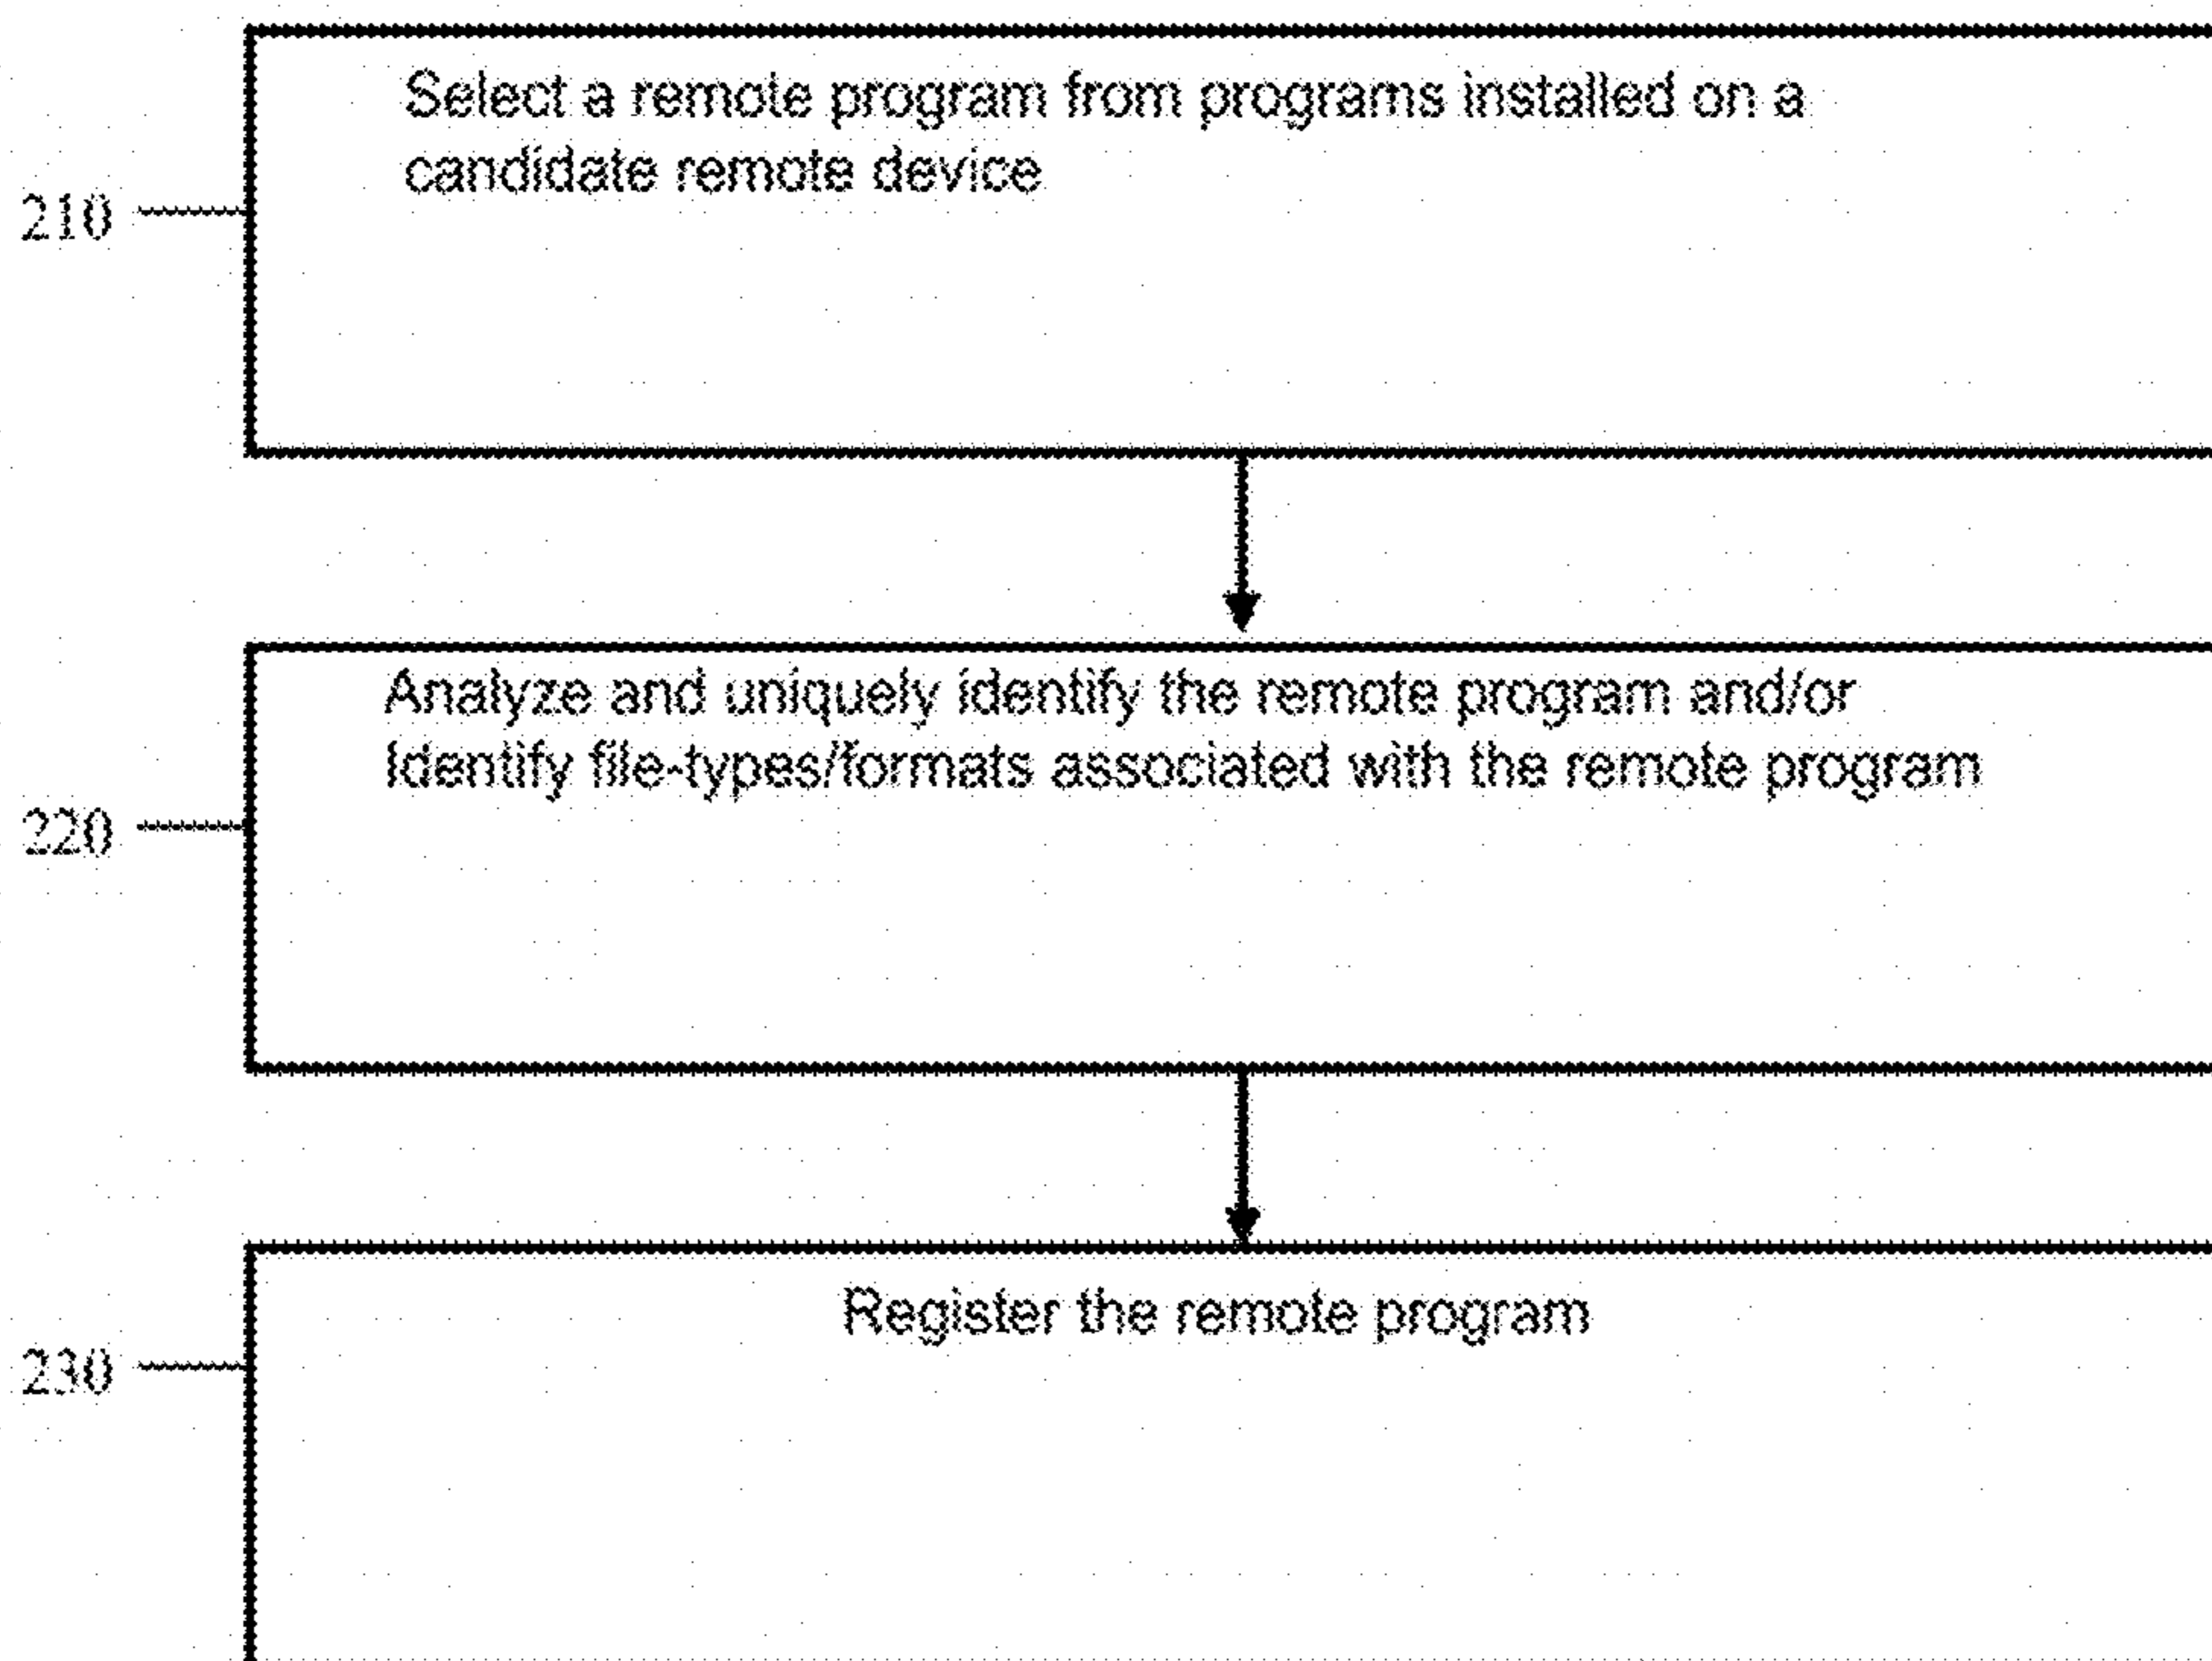 Select a remote program from programs installed on a
candidate remote device
210
Analyze and uniquely identify the remote program and/or
Identify file-types/formats associated with the remote program
220
Register the remote program
230